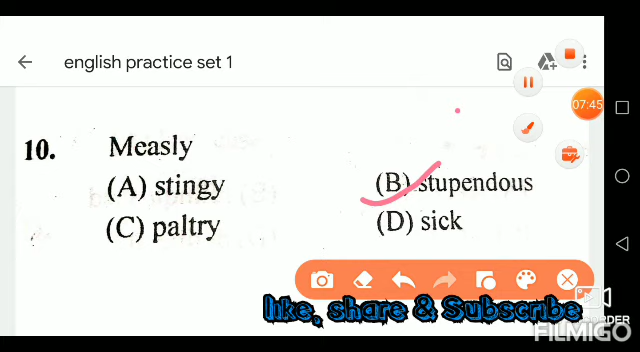 english practice set 1
07:45
10. Measly
(A) stingy (B) stupendous
(C) paltry (D) sick
like, share & Subscribe
FILMIGO